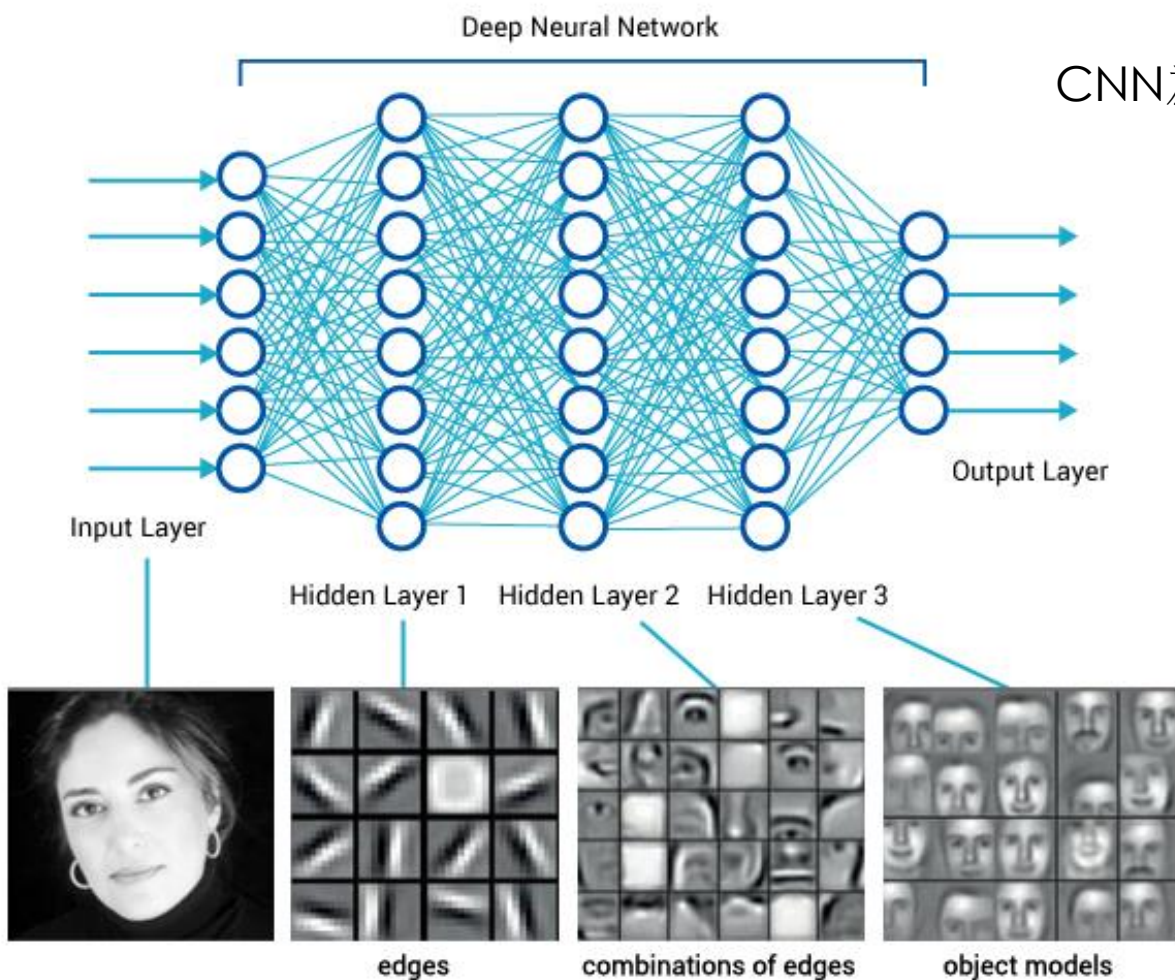 Deep Neural Network
CNN
Output Layer
Input Layer
Hidden Layer 1 Hidden Layer 2 Hidden Layer 3
edges combinations of edges object models